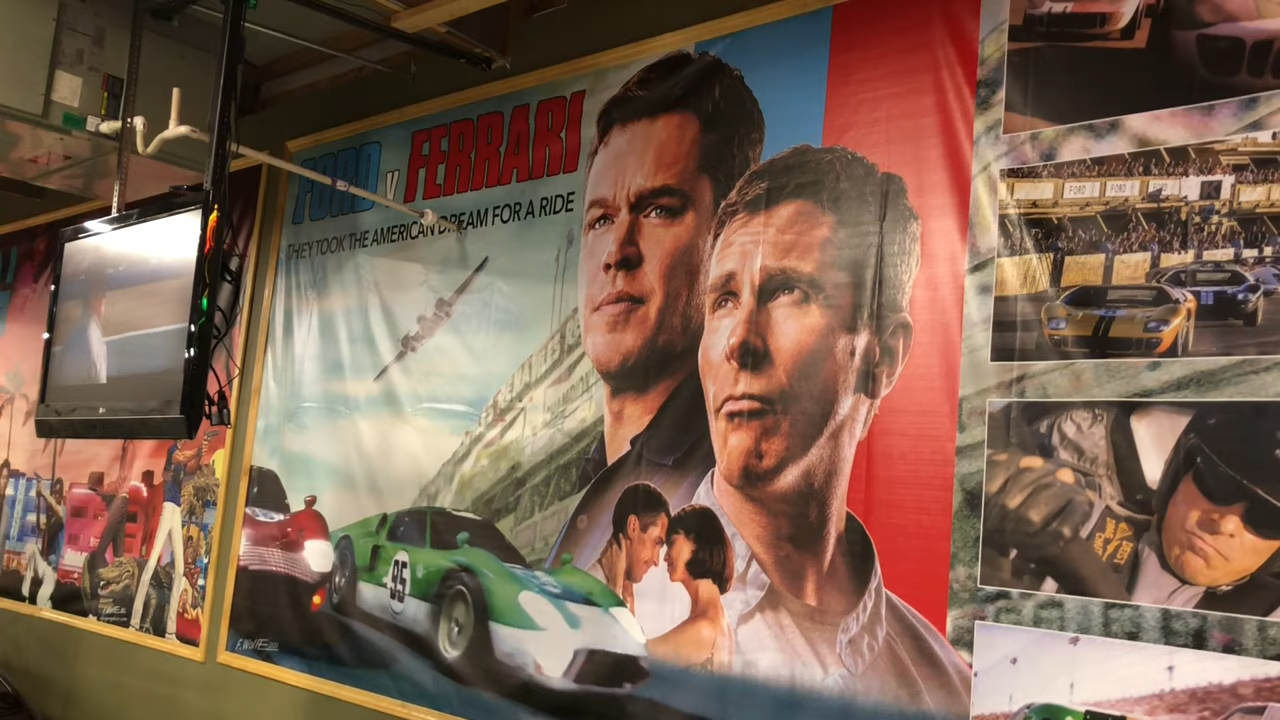 FORD V FERRARI
THEY TOOK THE AMERICAN DREAM FOR A RIDE
95
FORD
FORD